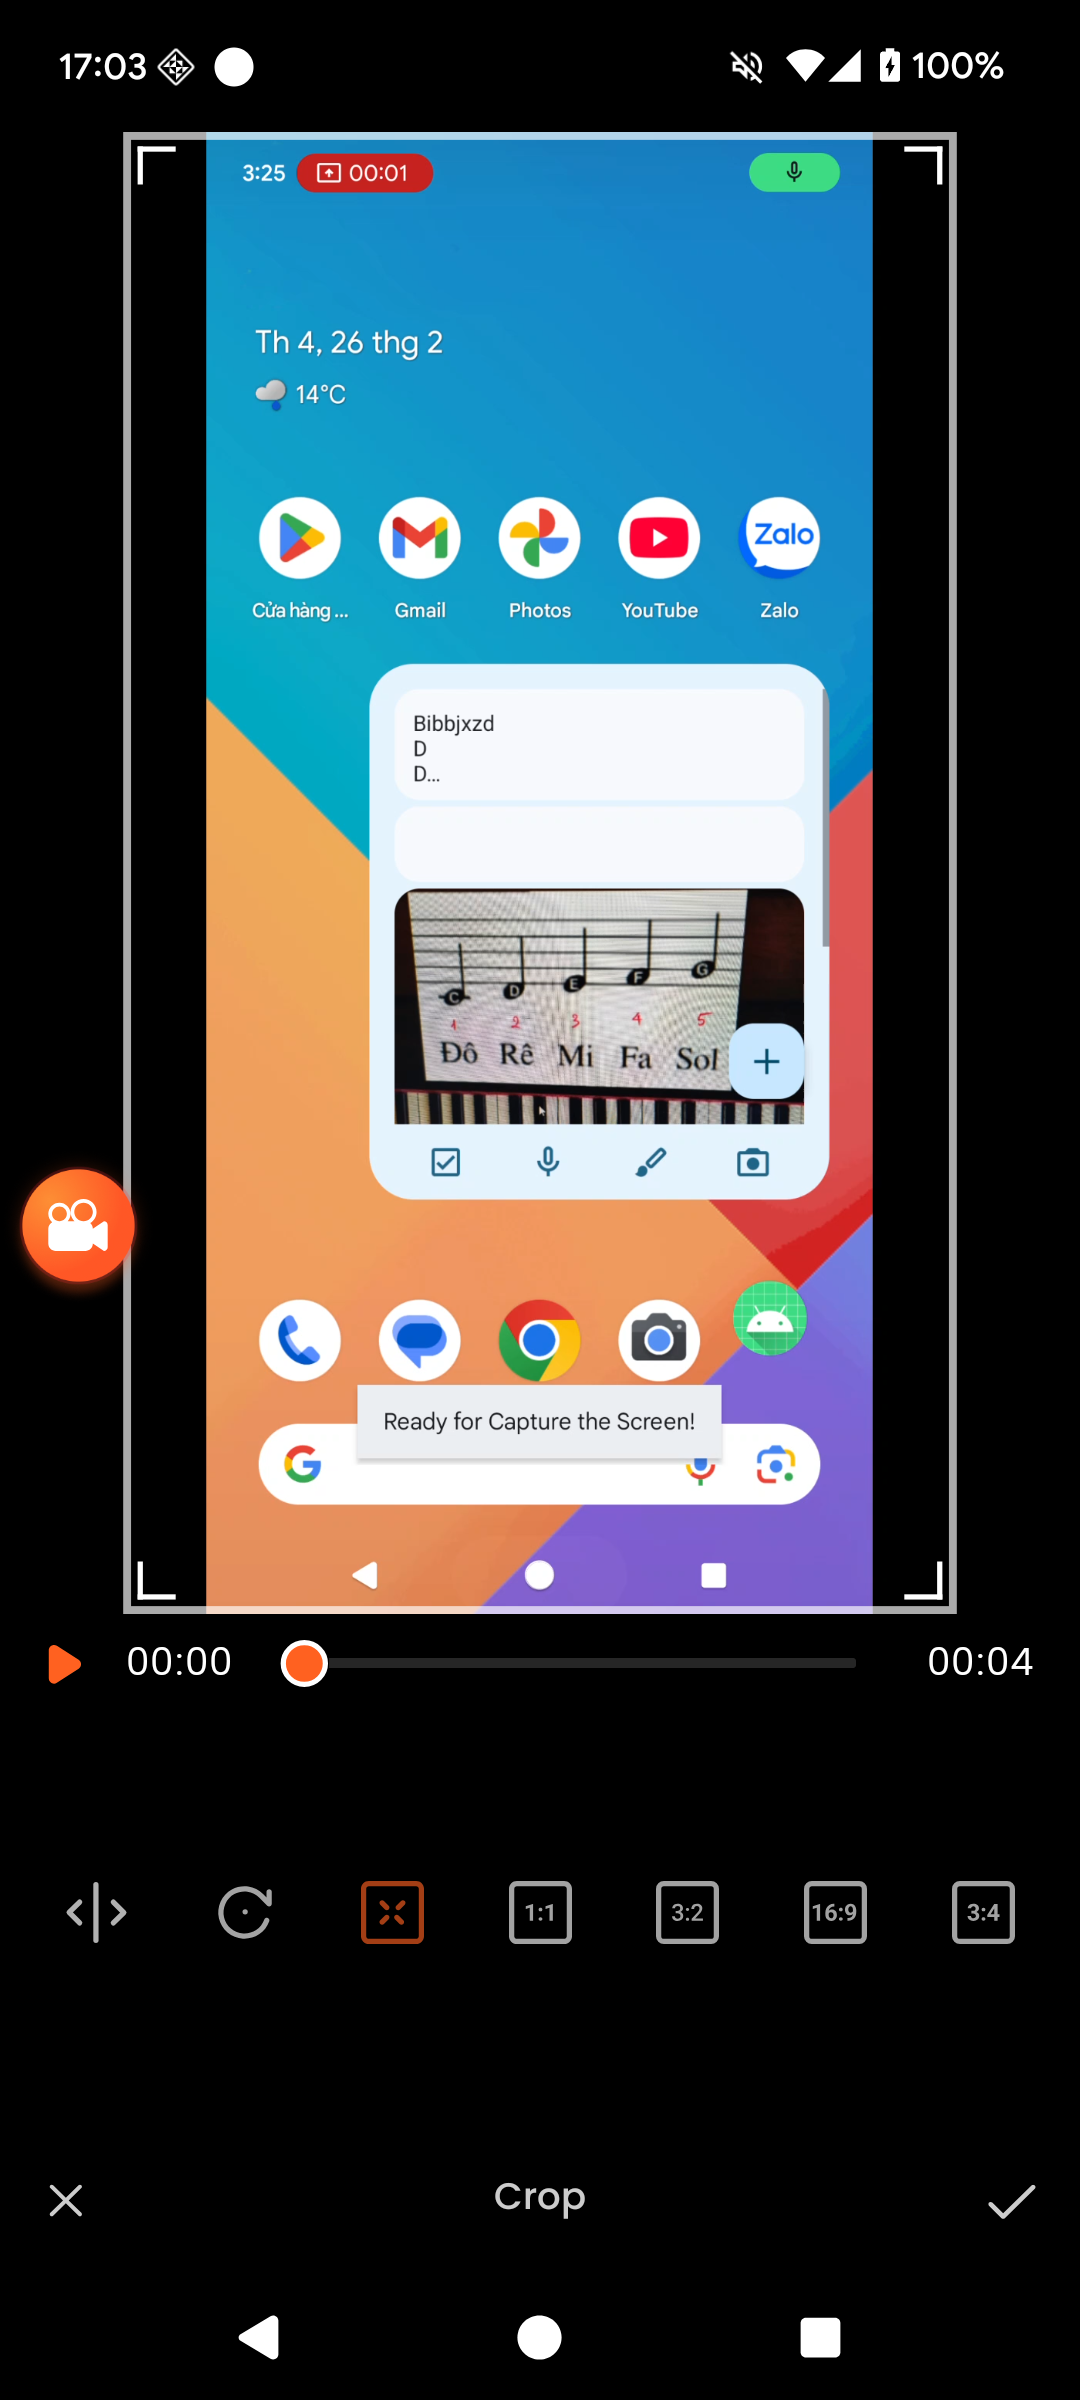 17:03
100%
3:25
00:01
Th 4, 26 thg 2
14°C
Zalo
Cửa hàng ...
Gmail
Photos
YouTube
Zalo
Bibbjxzd
D
D...
C D E F G
1 2 3 4 5
Đô Rê Mi Fa Sol
Ready for Capture the Screen!
00:00
00:04
1:1
3:2
16:9
3:4
Crop